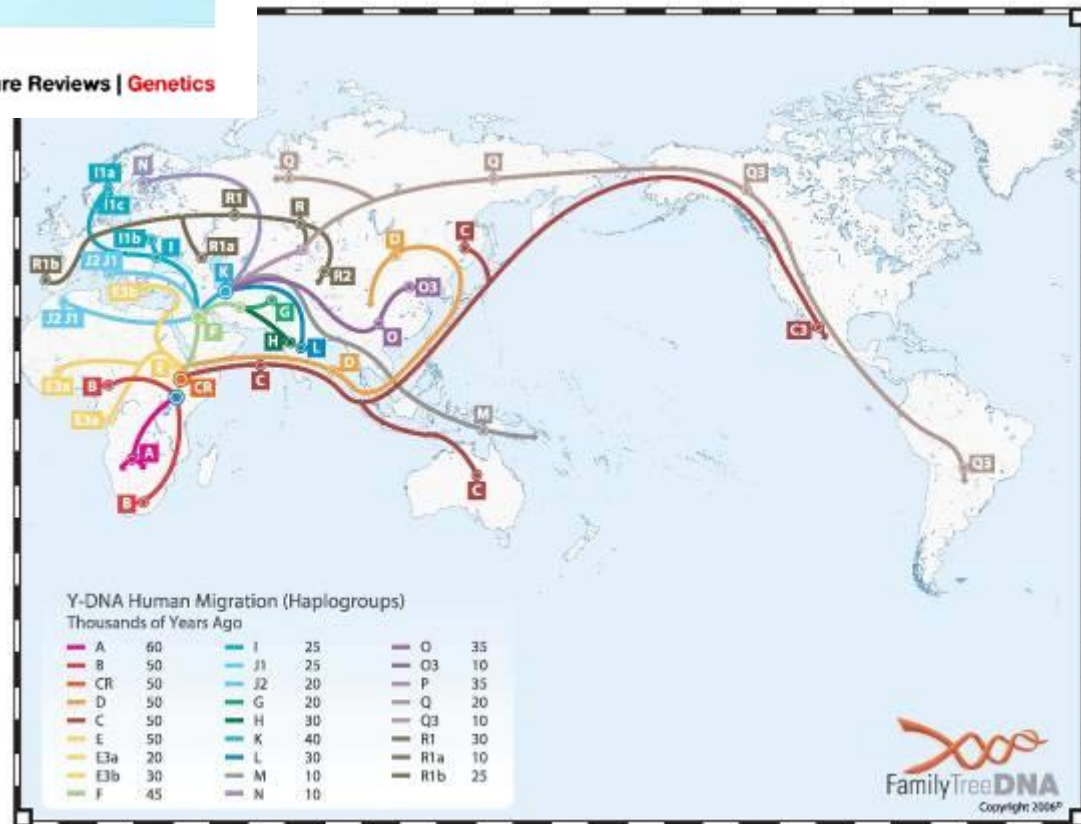 re Reviews | Genetics
I1a
N
Q
Q
Q3
I1c
R1
R
C
I1b
I
R1a
D
R1b
J2 J1
K
R2
E3b
O3
J2 J1
F
G
C3
H
L
O
E
D
E3a
B
CR
C
M
E3a
A
Q3
B
C
Y-DNA Human Migration (Haplogroups)
Thousands of Years Ago
A 60 I 25 O 35
B 50 J1 25 O3 10
CR 50 J2 20 P 35
D 50 G 20 Q 20
C 50 H 30 Q3 10
E 50 K 40 R1 30
E3a 20 L 30 R1a 10
E3b 30 M 10 R1b 25
F 45 N 10
FamilyTreeDNA
Copyright 2006©